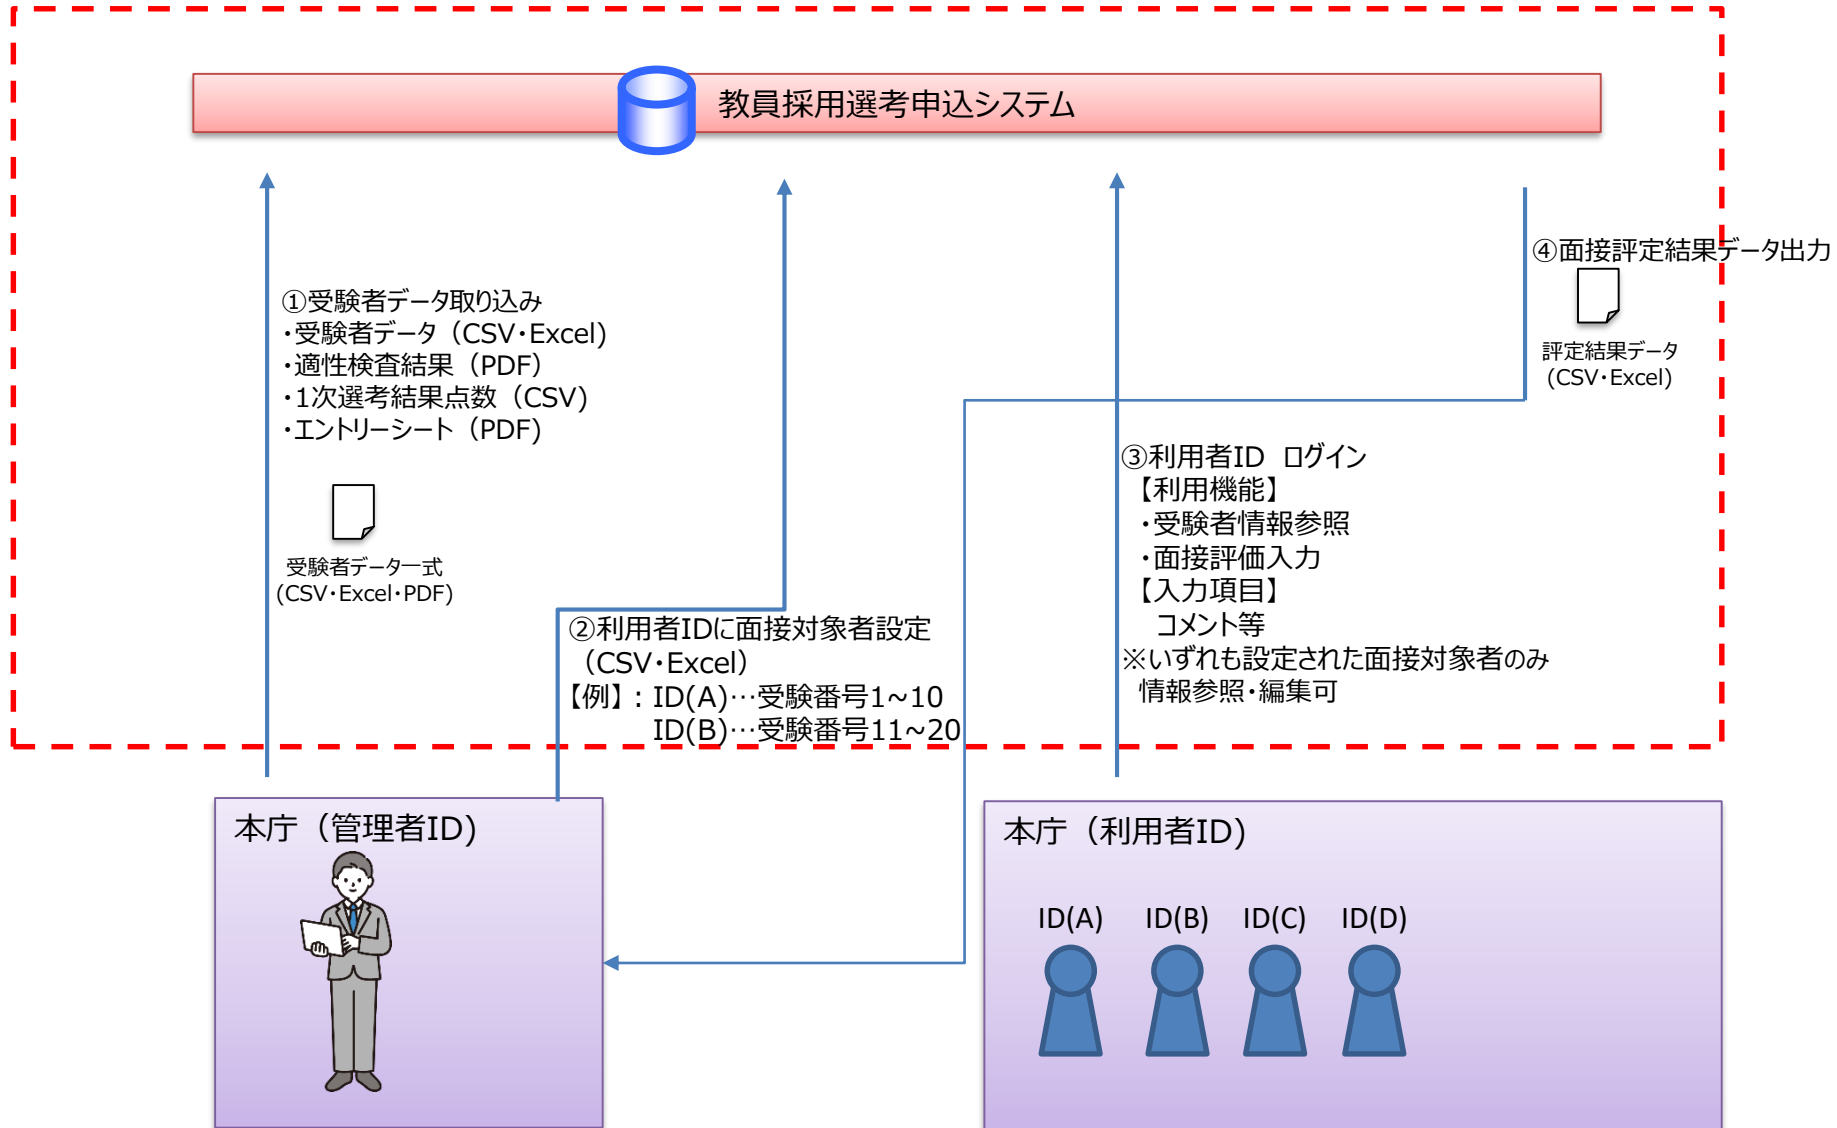 教員採用選考申込システム
①受験者データ取り込み
・受験者データ（CSV・Excel)
・適性検査結果（PDF）
・1次選考結果点数（CSV)
・エントリーシート（PDF)
受験者データ一式
(CSV・Excel・PDF)
②利用者IDに面接対象者設定
（CSV・Excel）
【例】：ID(A)…受験番号1~10
ID(B)…受験番号11~20
③利用者ID　ログイン
【利用機能】
・受験者情報参照
・面接評価入力
【入力項目】
コメント等
※いずれも設定された面接対象者のみ
情報参照・編集可
④面接評定結果データ出力
評定結果データ
(CSV・Excel)
本庁（管理者ID)
本庁（利用者ID)
ID(A) ID(B) ID(C) ID(D)